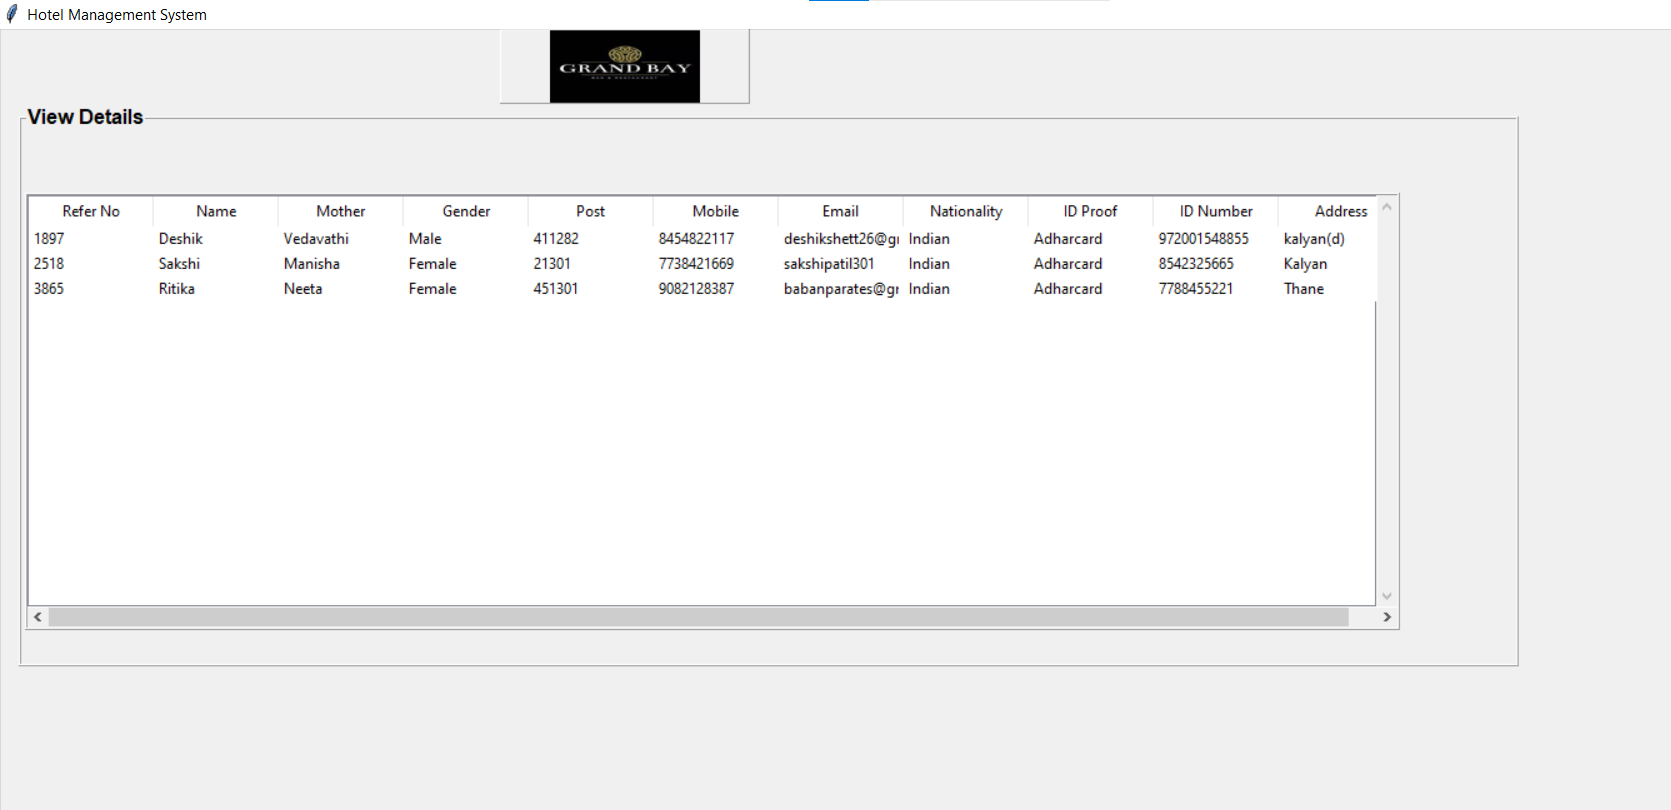 Hotel Management System
GRAND BAY
View Details
Refer No Name Mother Gender Post Mobile Email Nationality ID Proof ID Number Address
1897 Deshik Vedavathi Male 411282 8454822117 deshikshett26@g Indian Adharcard 972001548855 kalyan(d)
2518 Sakshi Manisha Female 21301 7738421669 sakshipatil301 Indian Adharcard 8542325665 Kalyan
3865 Ritika Neeta Female 451301 9082128387 babanparates@g Indian Adharcard 7788455221 Thane